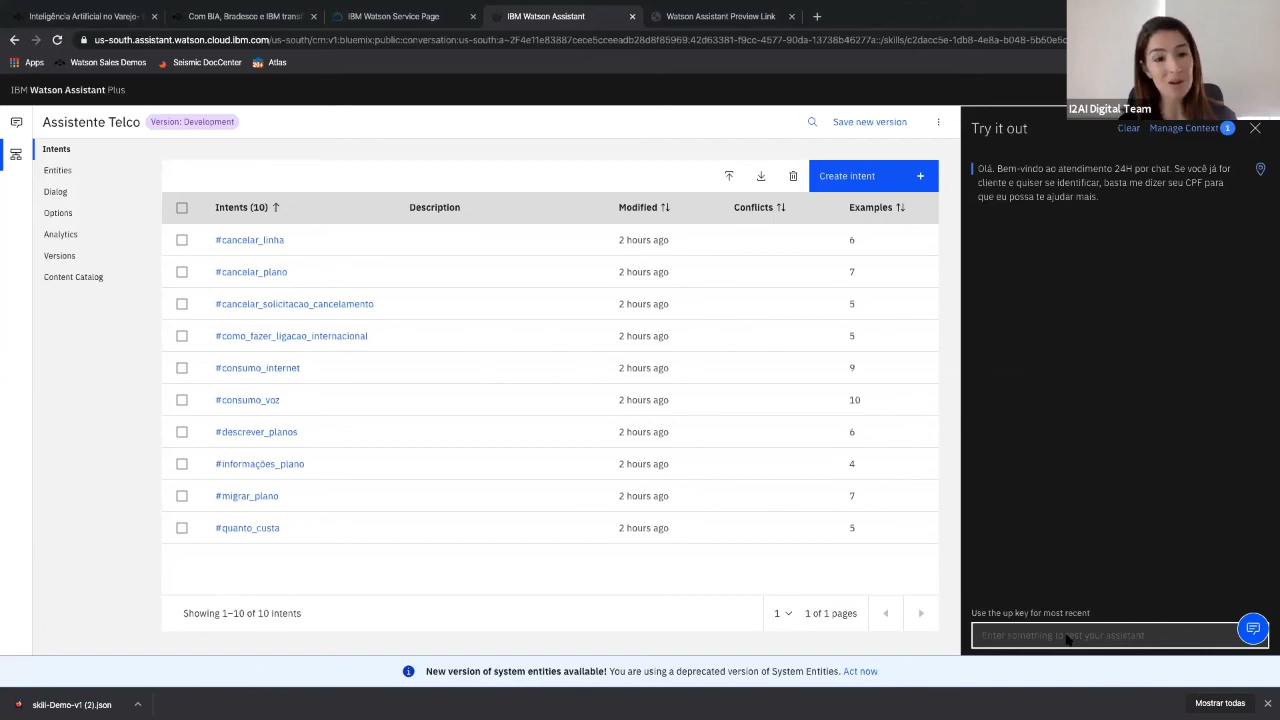 Inteligência Artificial no Varejo-
Com BIA, Bradesco e IBM transf
IBM Watson Service Page
IBM Watson Assistant
Watson Assistant Preview Link
Apps
Watson Sales Demos
Seismic DocCenter
Atlas
I2AI Digital Team
IBM Watson Assistant Plus
Assistente Telco
Version: Development
Save new version
Try it out
Clear
Manage Context
1
Intents
Entities
Dialog
Options
Analytics
Versions
Content Catalog
Create intent +
Intents (10) Description Modified Conflicts Examples
#cancelar_linha 2 hours ago 6
#cancelar_plano 2 hours ago 7
#cancelar_solicitacao_cancelamento 2 hours ago 5
#como_fazer_ligacao_internacional 2 hours ago 5
#consumo_internet 2 hours ago 9
#consumo_voz 2 hours ago 10
#descrever_planos 2 hours ago 6
#informações_plano 2 hours ago 4
#migrar_plano 2 hours ago 7
#quanto_custa 2 hours ago 5
Showing 1–10 of 10 intents
1
1 of 1 pages
Olá. Bem-vindo ao atendimento 24H por chat. Se você já for
cliente e quiser se identificar, basta me dizer seu CPF para
que eu possa te ajudar mais.
Use the up key for most recent
Enter something to test your assistant
New version of system entities available! You are using a deprecated version of System Entities. Act now
skill-Demo-v1 (2).json
Mostrar todas